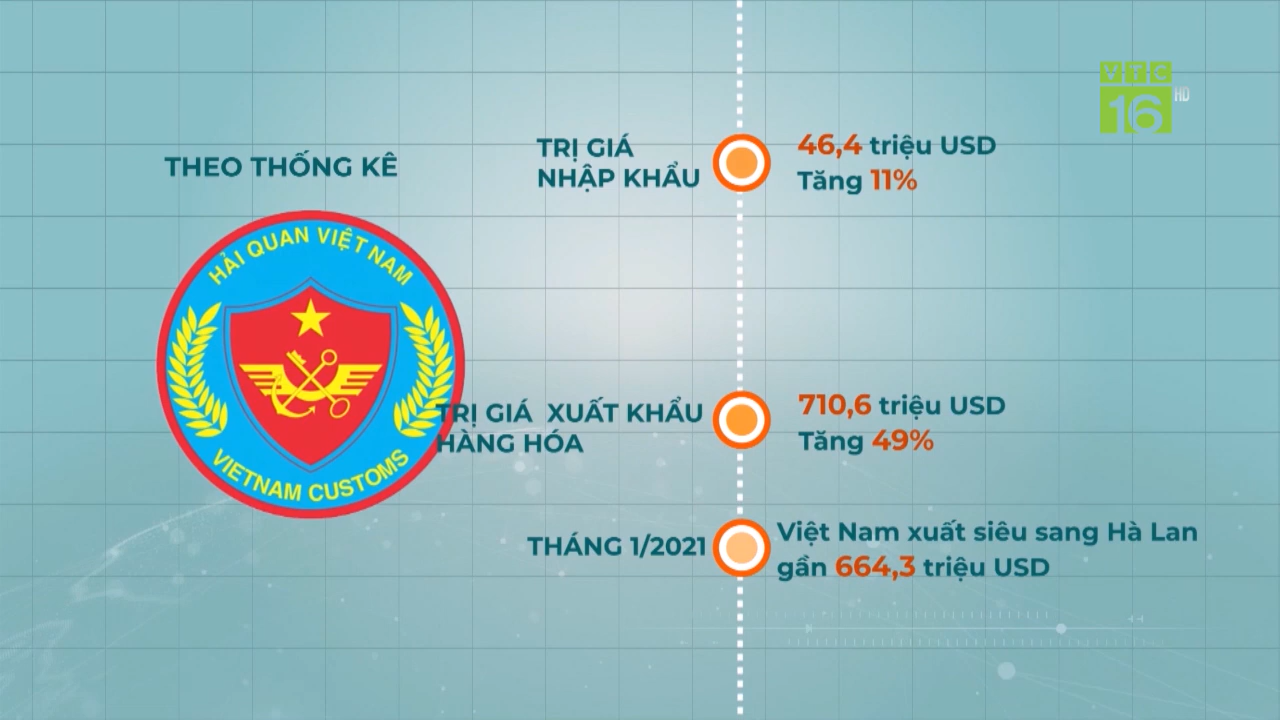 VTC
16 HD
THEO THỐNG KÊ
HẢI QUAN VIỆT NAM
VIETNAM CUSTOMS
TRỊ GIÁ
NHẬP KHẨU
46,4 triệu USD
Tăng 11%
TRỊ GIÁ XUẤT KHẨU
HÀNG HÓA
710,6 triệu USD
Tăng 49%
THÁNG 1/2021
Việt Nam xuất siêu sang Hà Lan
gần 664,3 triệu USD